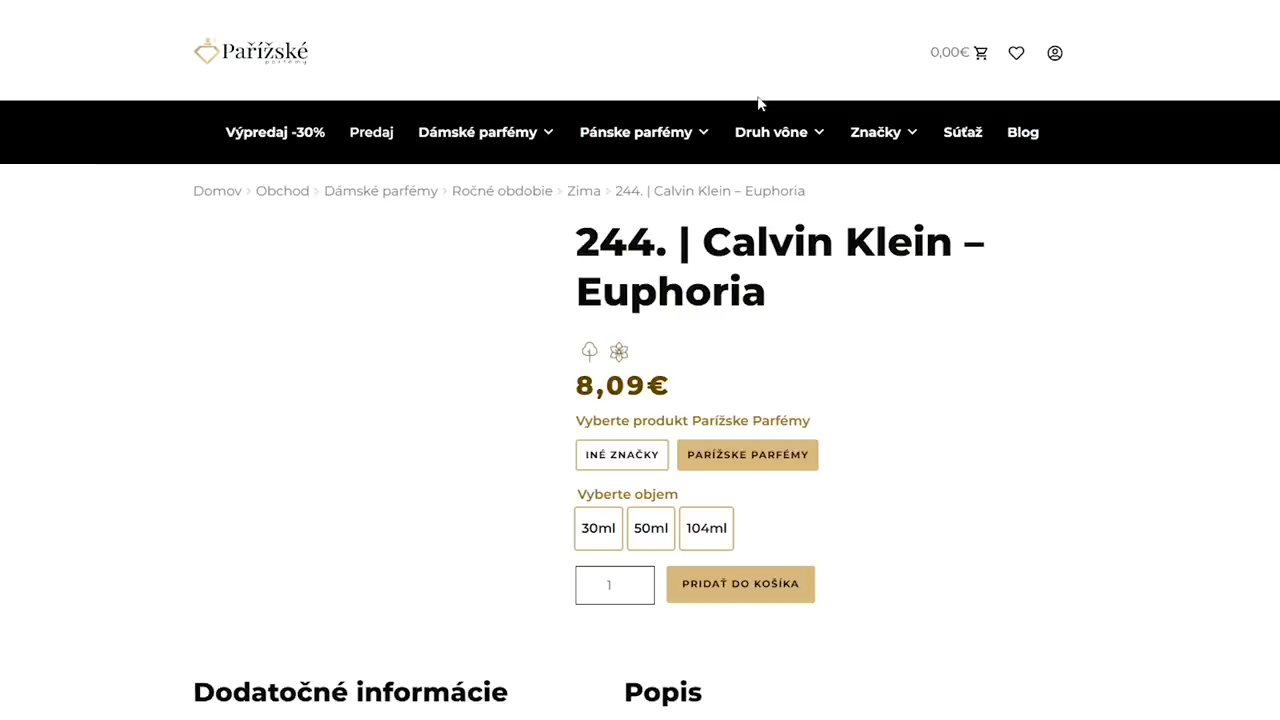 Pařížské
parfémy
0,00€
Výpredaj -30% Predaj Dámské parfémy Pánske parfémy Druh vône Značky Súťaž Blog
Domov > Obchod > Dámské parfémy > Ročné obdobie > Zima > 244. | Calvin Klein – Euphoria
244. | Calvin Klein –
Euphoria
8,09€
Vyberte produkt Parížske Parfémy
INÉ ZNAČKY PARÍŽSKE PARFÉMY
Vyberte objem
30ml 50ml 104ml
1 PRIDAŤ DO KOŠÍKA
Dodatočné informácie Popis